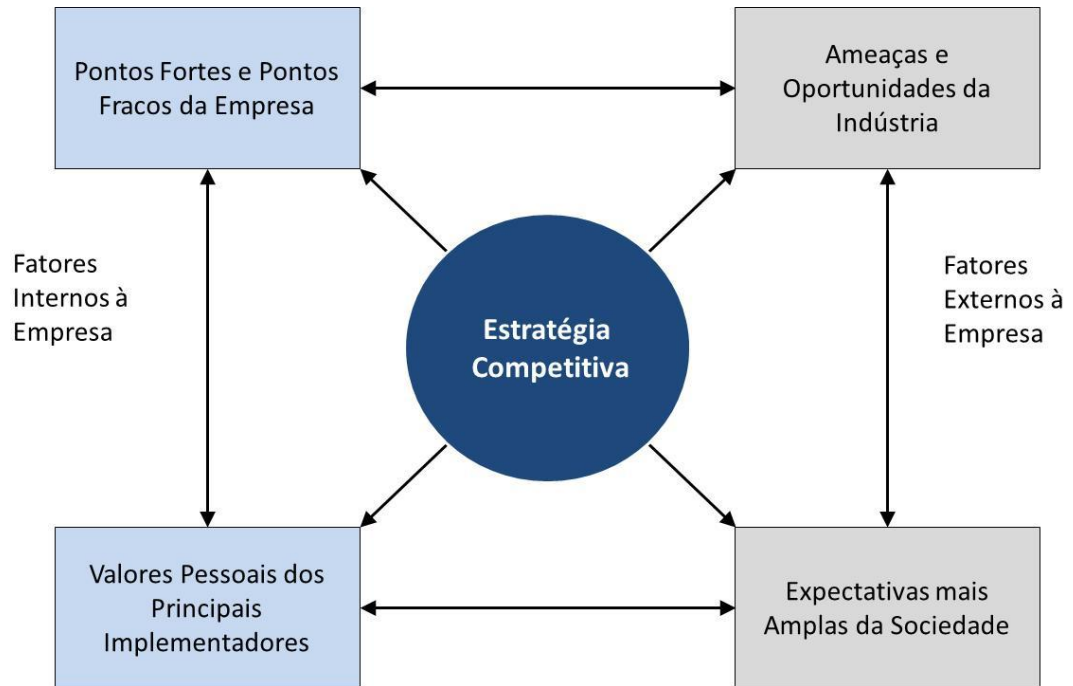 Pontos Fortes e Pontos
Fracos da Empresa
Ameaças e
Oportunidades da
Indústria
Fatores
Internos à
Empresa
Estratégia
Competitiva
Fatores
Externos à
Empresa
Valores Pessoais dos
Principais
Implementadores
Expectativas mais
Amplas da Sociedade